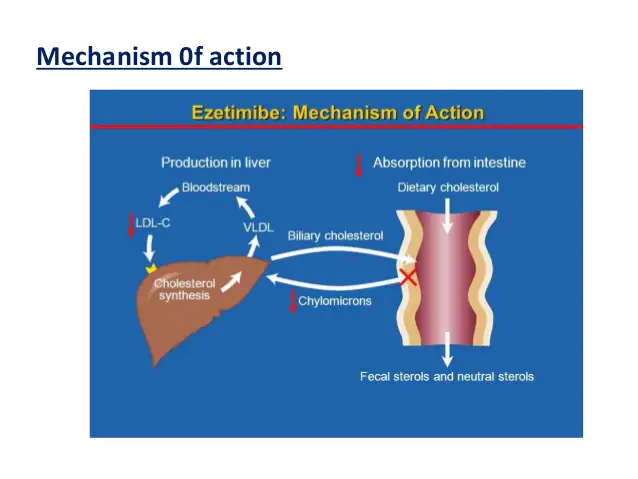 Mechanism 0f action
Ezetimibe: Mechanism of Action
Production in liver
Absorption from intestine
Bloodstream
Dietary cholesterol
LDL-C
VLDL
Biliary cholesterol
Cholesterol
synthesis
Chylomicrons
Fecal sterols and neutral sterols